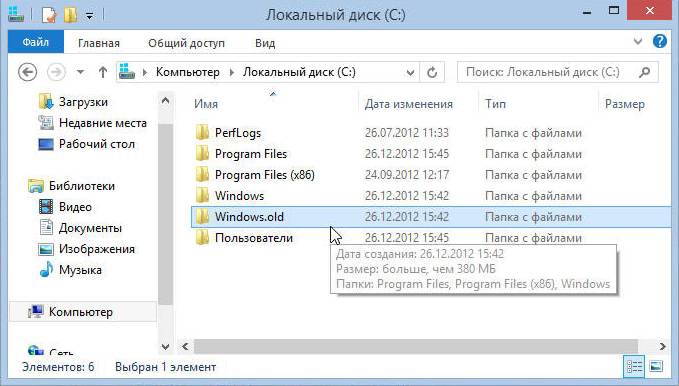 Локальный диск (C:)
Файл Главная Общий доступ Вид
Компьютер Локальный диск (C:) Поиск: Локальный диск (C:)
Загрузки
Недавние места
Рабочий стол
Библиотеки
Видео
Документы
Изображения
Музыка
Компьютер
Сеть
Имя Дата изменения Тип Размер
PerfLogs 26.07.2012 11:33 Папка с файлами
Program Files 26.12.2012 15:45 Папка с файлами
Program Files (x86) 24.09.2012 12:17 Папка с файлами
Windows 26.12.2012 15:42 Папка с файлами
Windows.old 26.12.2012 15:42 Папка с файлами
Пользователи 26.12.2012 15:45 Папка с файлами
Дата создания: 26.12.2012 15:42
Размер: больше, чем 380 МБ
Папки: Program Files, Program Files (x86), Windows
Элементов: 6 Выбран 1 элемент